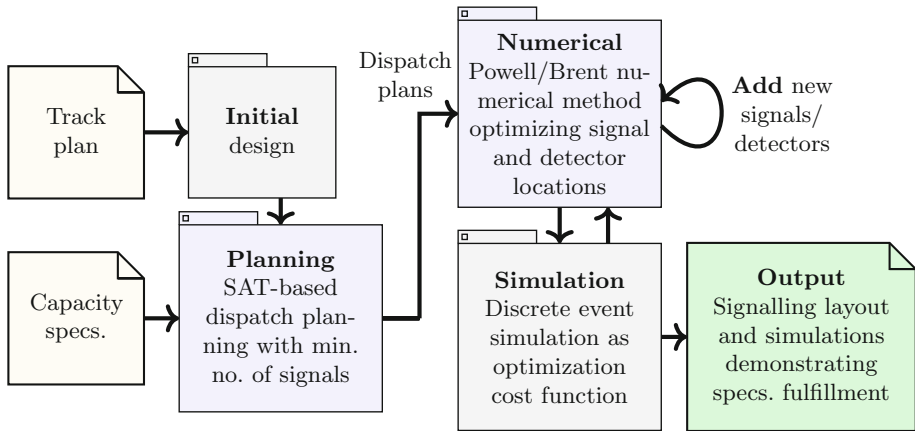 Track
plan
Initial
design
Capacity
specs.
Planning
SAT-based
dispatch plan-
ning with min.
no. of signals
Dispatch
plans
Numerical
Powell/Brent nu-
merical method
optimizing signal
and detector
locations
Add new
signals/
detectors
Simulation
Discrete event
simulation as
optimization
cost function
Output
Signalling layout
and simulations
demonstrating
specs. fulfillment